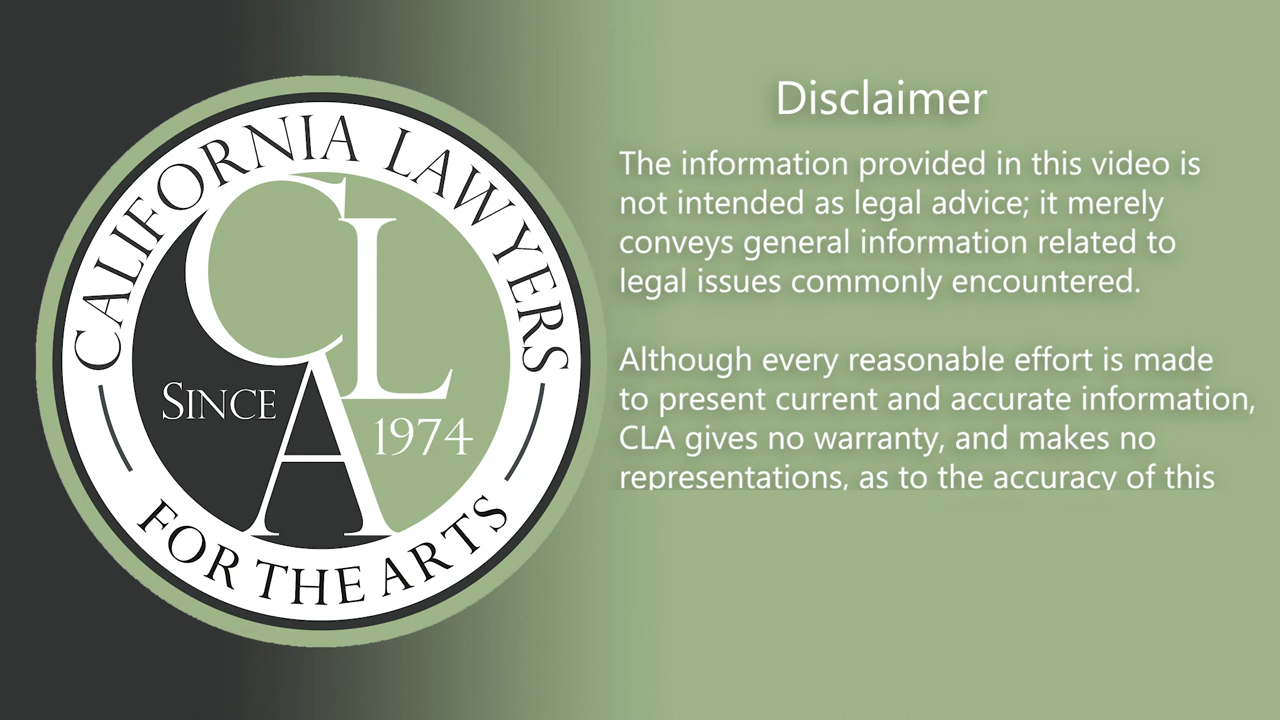 CALIFORNIA LAWYERS
CLA
SINCE
1974
FOR THE ARTS
Disclaimer
The information provided in this video is
not intended as legal advice; it merely
conveys general information related to
legal issues commonly encountered.
Although every reasonable effort is made
to present current and accurate information,
CLA gives no warranty, and makes no
representations, as to the accuracy of this